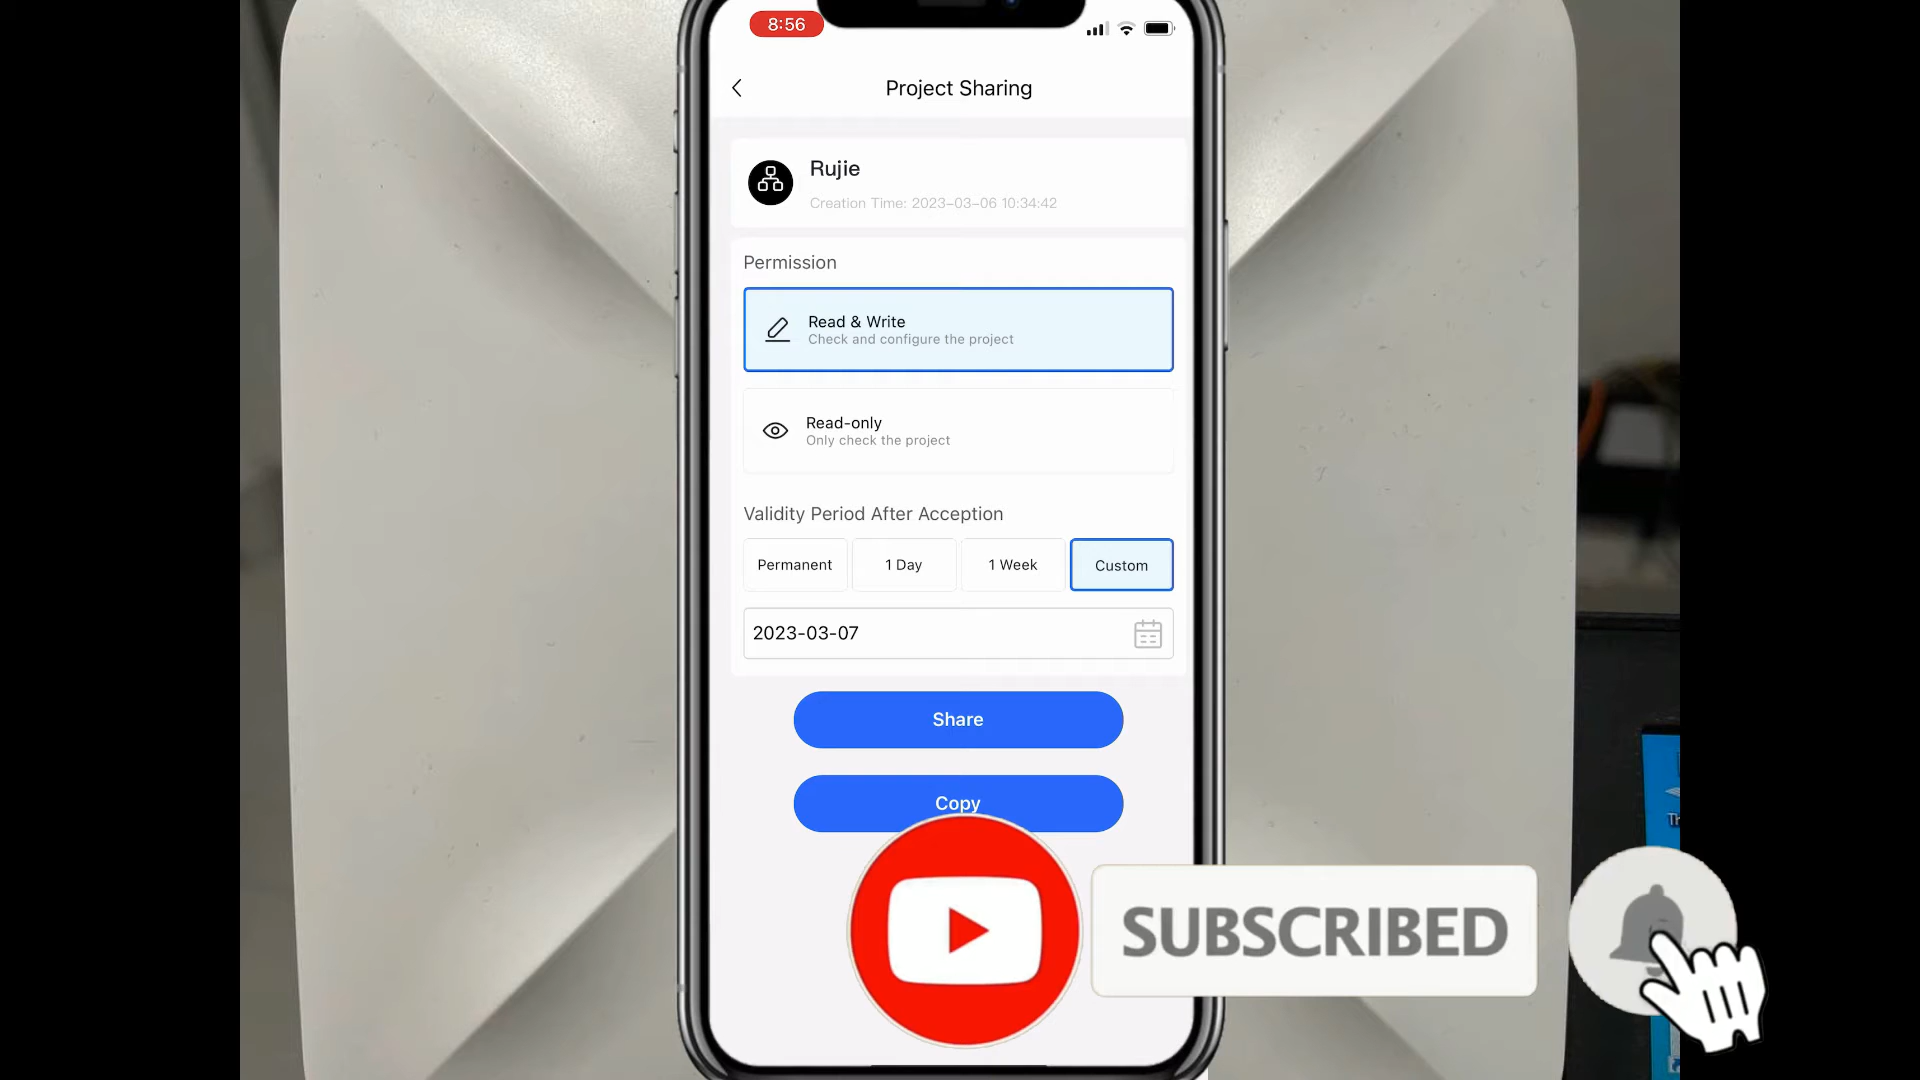 8:56
Project Sharing
Rujie
Creation Time: 2023-03-06 10:34:42
Permission
Read & Write
Check and configure the project
Read-only
Only check the project
Validity Period After Acception
Permanent
1 Day
1 Week
Custom
2023-03-07
Share
Copy
SUBSCRIBED